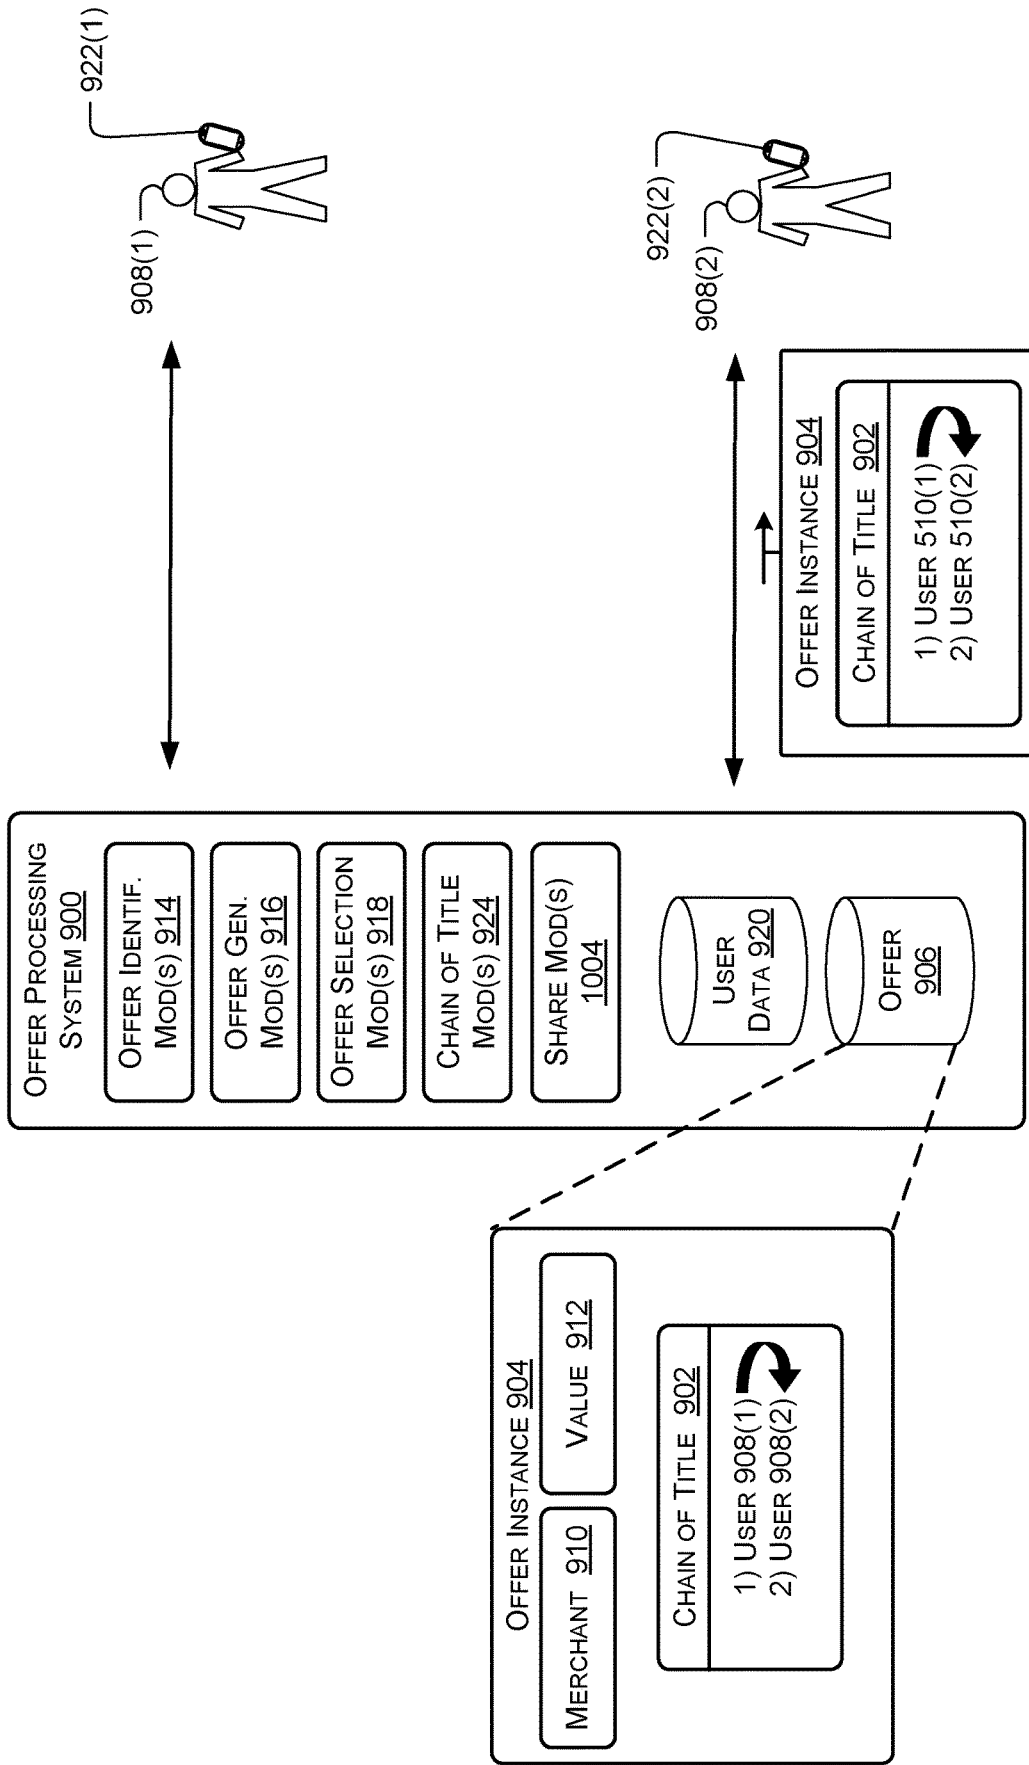 OFFER INSTANCE 904
MERCHANT 910
VALUE 912
CHAIN OF TITLE 902
1) USER 908(1)
2) USER 908(2)
OFFER PROCESSING
SYSTEM 900
OFFER IDENTIF.
MOD(S) 914
OFFER GEN.
MOD(S) 916
OFFER SELECTION
MOD(S) 918
CHAIN OF TITLE
MOD(S) 924
SHARE MOD(S)
1004
USER
DATA 920
OFFER
906
908(1)
922(1)
922(2)
908(2)
OFFER INSTANCE 904
CHAIN OF TITLE 902
1) USER 510(1)
2) USER 510(2)